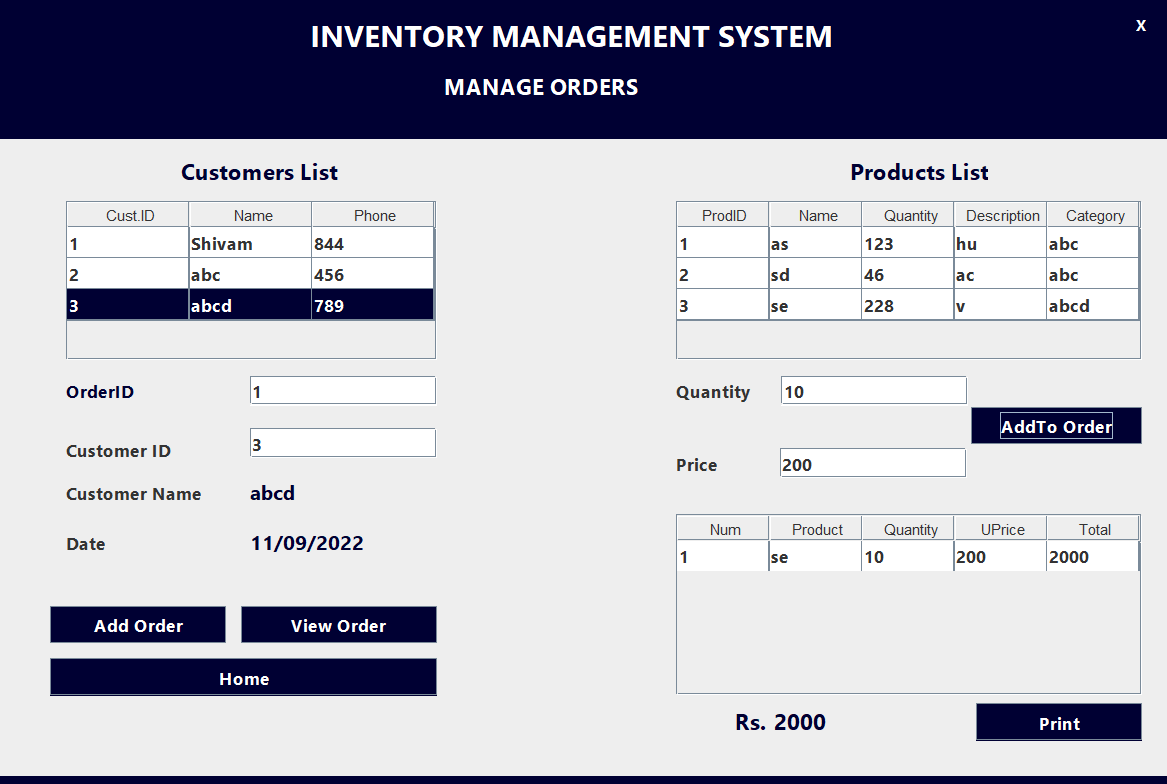 INVENTORY MANAGEMENT SYSTEM
X
MANAGE ORDERS
Customers List
Cust.ID Name Phone
1 Shivam 844
2 abc 456
3 abcd 789
OrderID 1
Customer ID 3
Customer Name abcd
Date 11/09/2022
Add Order View Order
Home
Products List
ProdID Name Quantity Description Category
1 as 123 hu abc
2 sd 46 ac abc
3 se 228 v abcd
Quantity 10
AddTo Order
Price 200
Num Product Quantity UPrice Total
1 se 10 200 2000
Rs. 2000 Print